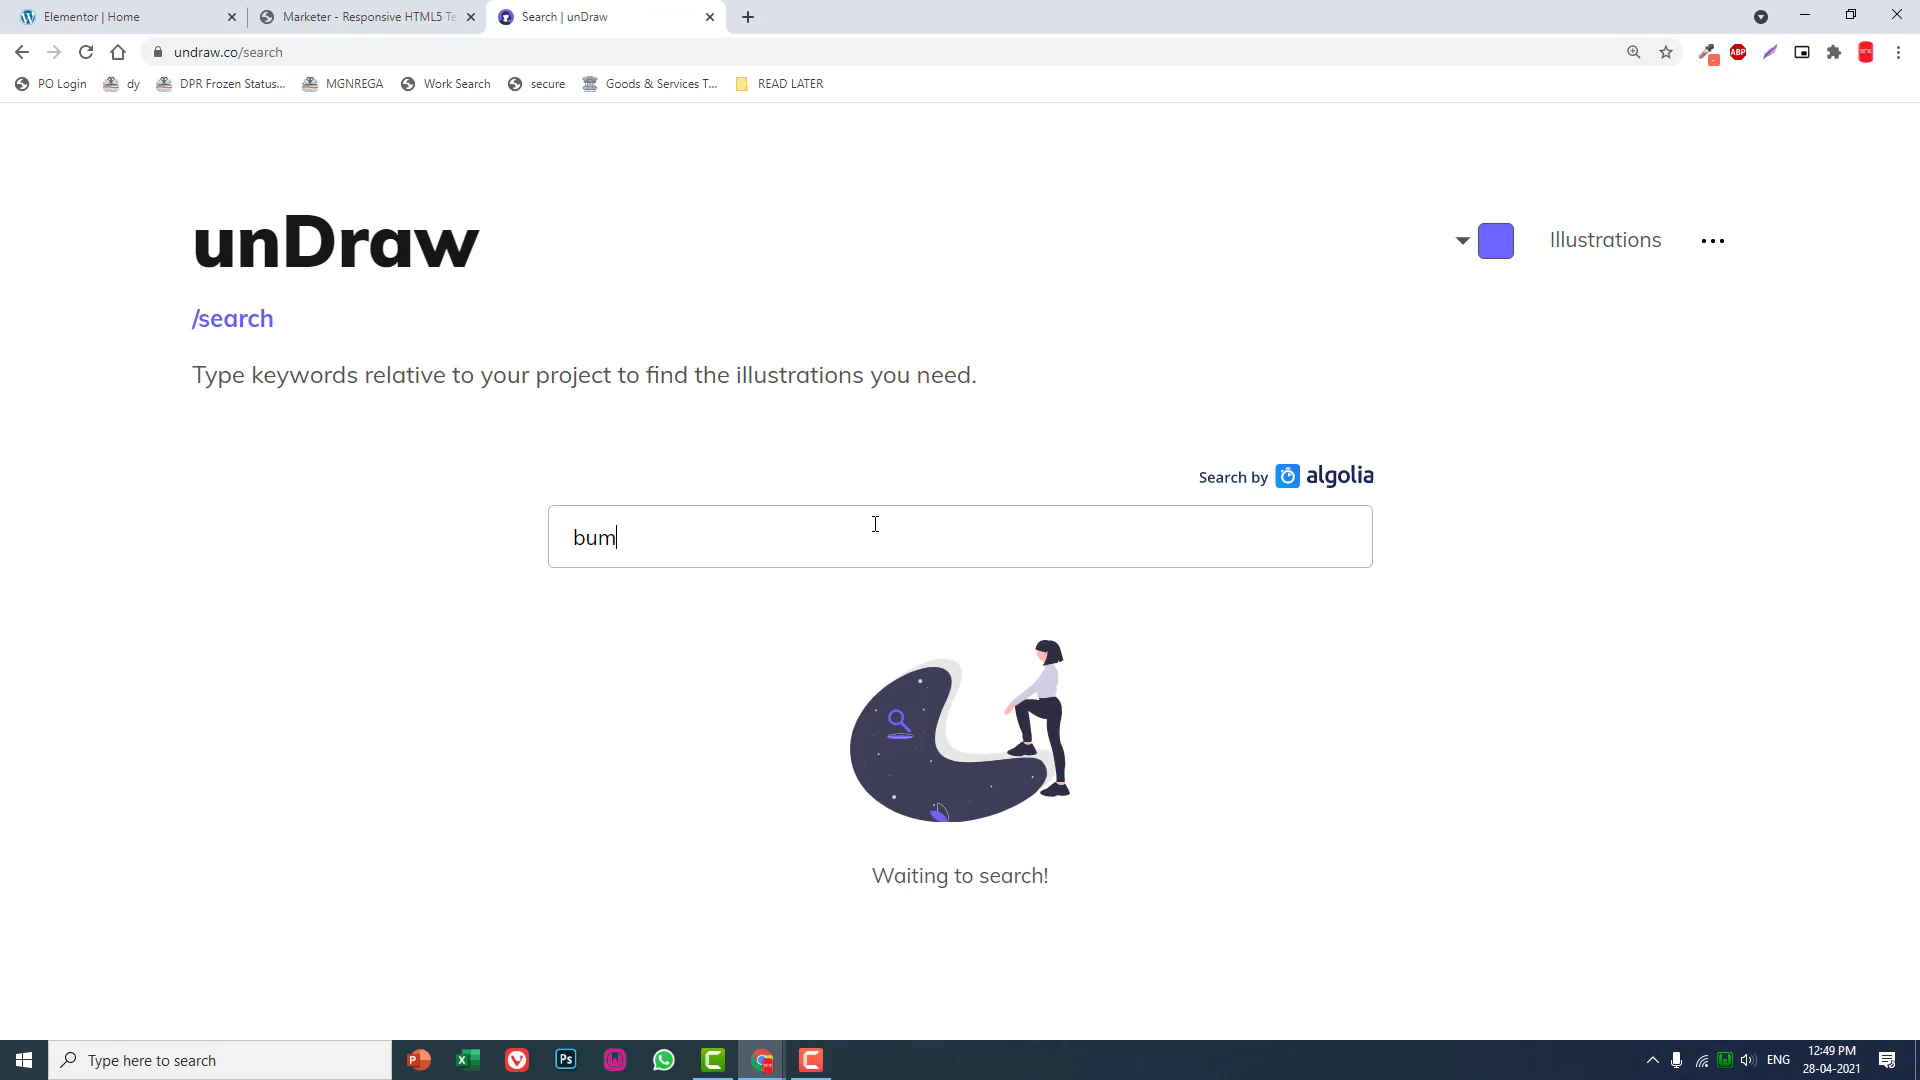 Elementor | Home
Marketer - Responsive HTML5 Te
Search | unDraw
undraw.co/search
ABP
PO Login
dy
DPR Frozen Status...
MGNREGA
Work Search
secure
Goods & Services T...
READ LATER
unDraw
Illustrations
/search
Type keywords relative to your project to find the illustrations you need.
Search by algolia
bum
Waiting to search!
Type here to search
Ps
ENG
12:49 PM
28-04-2021